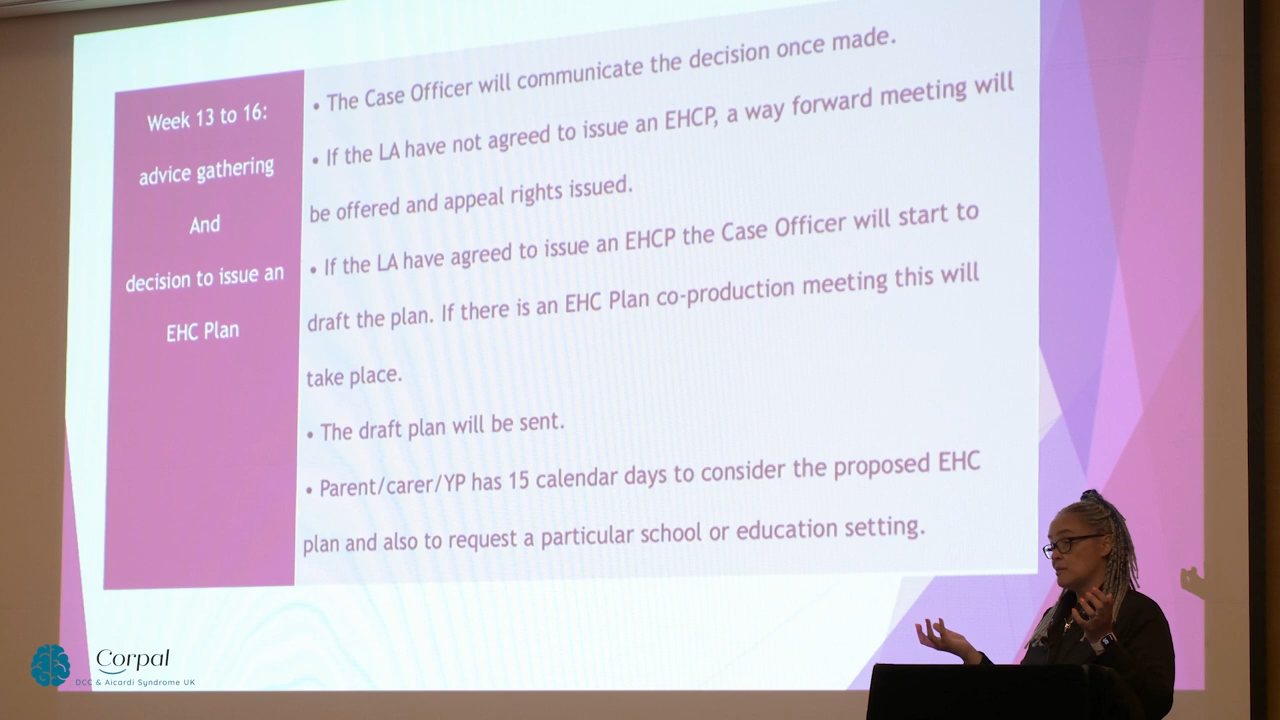 Week 13 to 16:
advice gathering
And
decision to issue an
EHC Plan
• The Case Officer will communicate the decision once made.
• If the LA have not agreed to issue an EHCP, a way forward meeting will
be offered and appeal rights issued.
• If the LA have agreed to issue an EHCP the Case Officer will start to
draft the plan. If there is an EHC Plan co-production meeting this will
take place.
• The draft plan will be sent.
• Parent/carer/YP has 15 calendar days to consider the proposed EHC
plan and also to request a particular school or education setting.
Corpal
DCC & Aicardi Syndrome UK